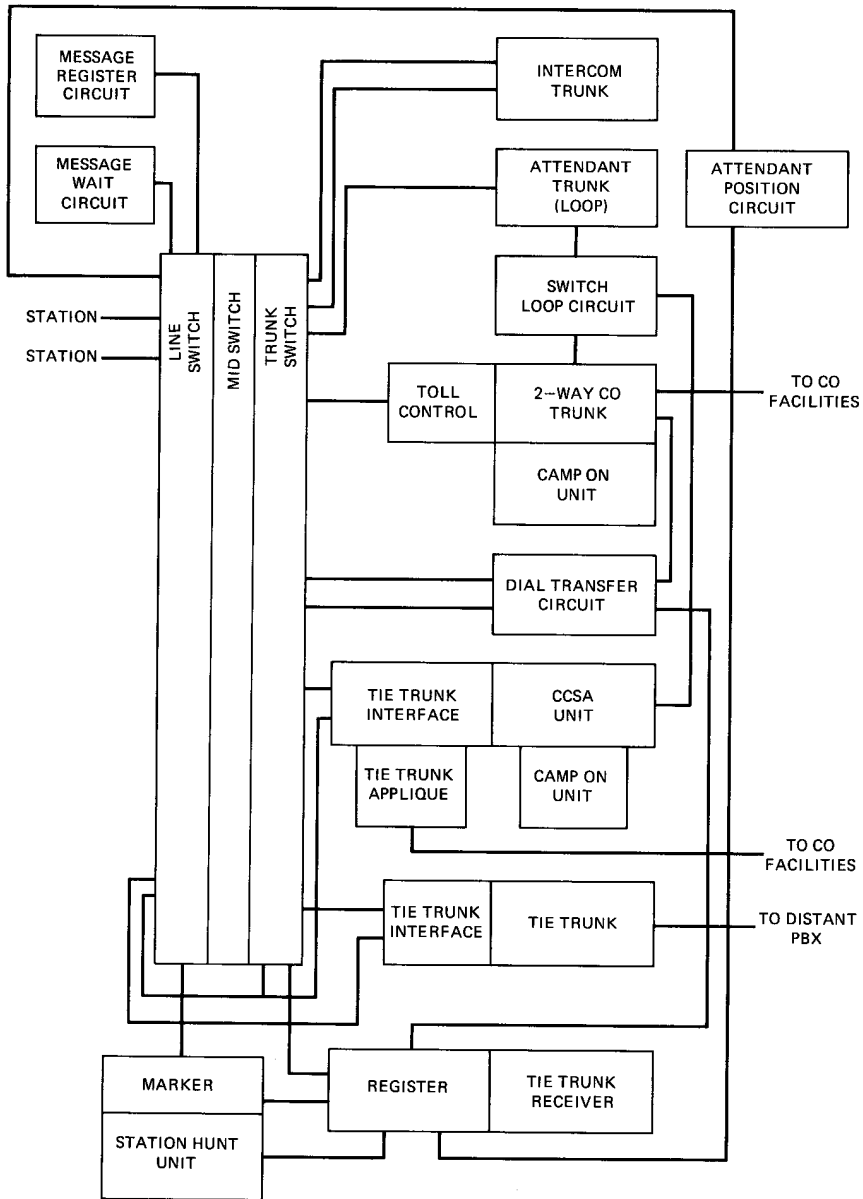 MESSAGE
REGISTER
CIRCUIT
INTERCOM
TRUNK
MESSAGE
WAIT
CIRCUIT
ATTENDANT
TRUNK
(LOOP)
ATTENDANT
POSITION
CIRCUIT
STATION
STATION
LINE
SWITCH
MID SWITCH
TRUNK
SWITCH
SWITCH
LOOP CIRCUIT
TOLL
CONTROL
2-WAY CO
TRUNK
TO CO
FACILITIES
CAMP ON
UNIT
DIAL TRANSFER
CIRCUIT
TIE TRUNK
INTERFACE
CCSA
UNIT
TIE TRUNK
APPLIQUE
CAMP ON
UNIT
TO CO
FACILITIES
TIE TRUNK
INTERFACE
TIE TRUNK
TO DISTANT
PBX
MARKER
REGISTER
TIE TRUNK
RECEIVER
STATION HUNT
UNIT